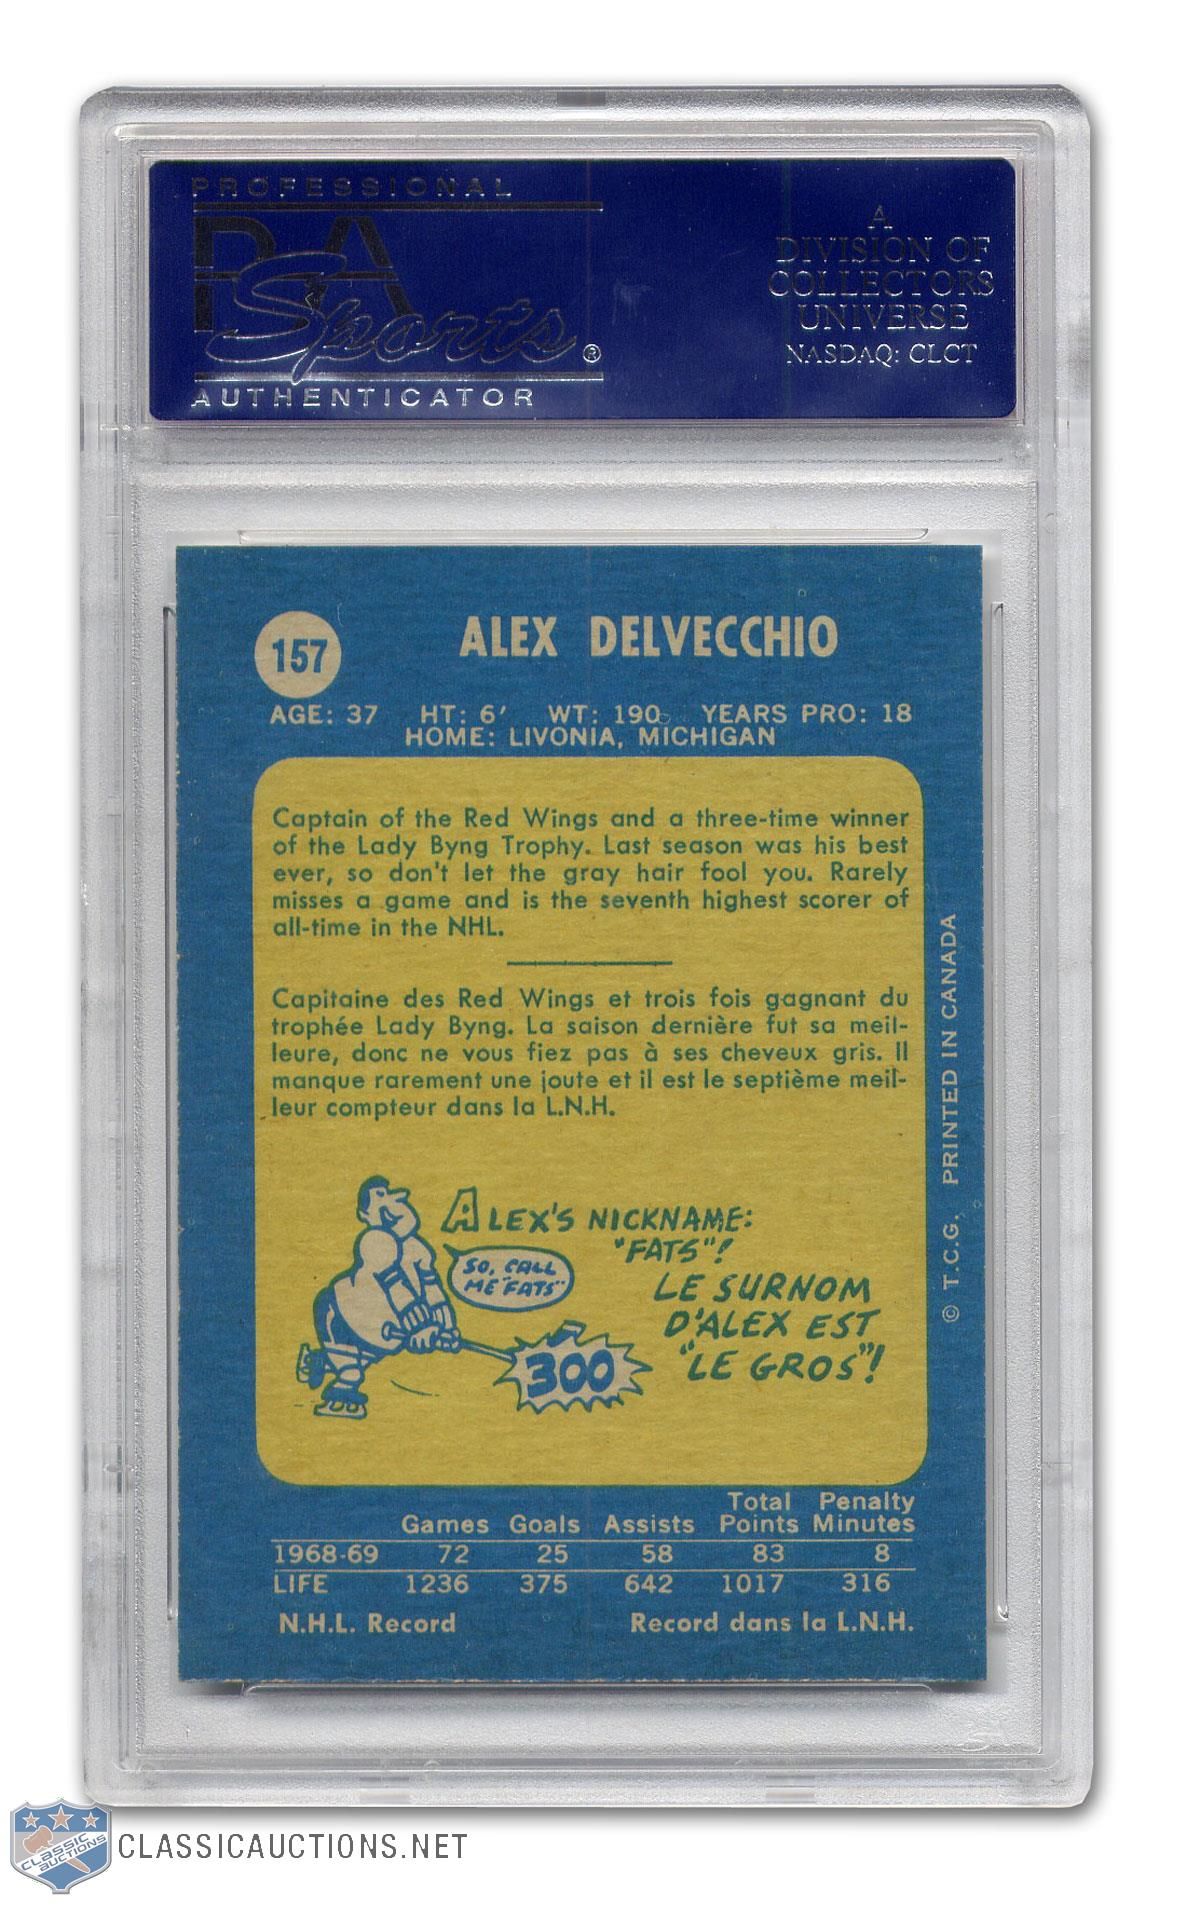 PROFESSIONAL
PSA
Sports®
AUTHENTICATOR
A
DIVISION OF
COLLECTORS
UNIVERSE
NASDAQ: CLCT
157
ALEX DELVECCHIO
AGE: 37 HT: 6' WT: 190 YEARS PRO: 18
HOME: LIVONIA, MICHIGAN
Captain of the Red Wings and a three-time winner
of the Lady Byng Trophy. Last season was his best
ever, so don't let the gray hair fool you. Rarely
misses a game and is the seventh highest scorer of
all-time in the NHL.
Capitaine des Red Wings et trois fois gagnant du
trophée Lady Byng. La saison dernière fut sa meil-
leure, donc ne vous fiez pas à ses cheveux gris. Il
manque rarement une joute et il est le septième meil-
leur compteur dans la L.N.H.
ALEX'S NICKNAME:
"FATS"!
SO, CALL
ME "FATS"
LE SURNOM
D'ALEX EST
"LE GROS"!
300
© T.C.G. PRINTED IN CANADA
Total Penalty
Games Goals Assists Points Minutes
1968-69 72 25 58 83 8
LIFE 1236 375 642 1017 316
N.H.L. Record Record dans la L.N.H.
CLASSIC
AUCTIONS
CLASSICAUCTIONS.NET